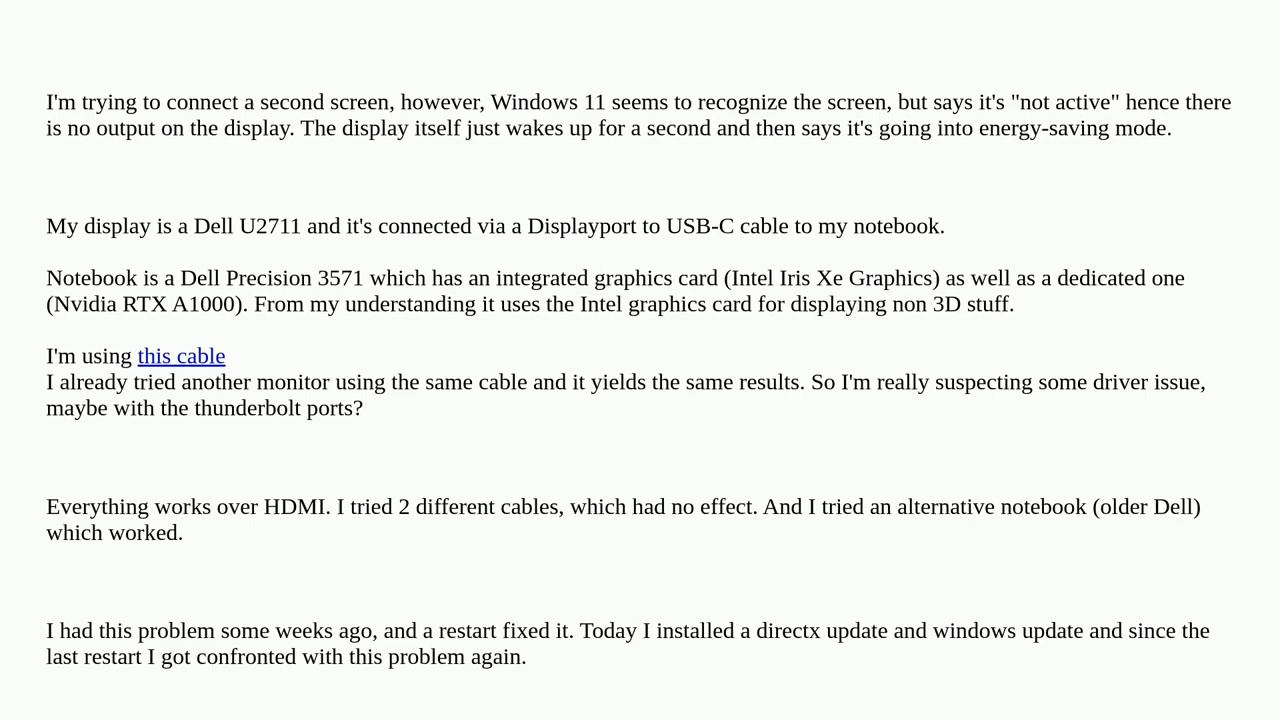 I'm trying to connect a second screen, however, Windows 11 seems to recognize the screen, but says it's "not active" hence there
is no output on the display. The display itself just wakes up for a second and then says it's going into energy-saving mode.
My display is a Dell U2711 and it's connected via a Displayport to USB-C cable to my notebook.
Notebook is a Dell Precision 3571 which has an integrated graphics card (Intel Iris Xe Graphics) as well as a dedicated one
(Nvidia RTX A1000). From my understanding it uses the Intel graphics card for displaying non 3D stuff.
I'm using this cable
I already tried another monitor using the same cable and it yields the same results. So I'm really suspecting some driver issue,
maybe with the thunderbolt ports?
Everything works over HDMI. I tried 2 different cables, which had no effect. And I tried an alternative notebook (older Dell)
which worked.
I had this problem some weeks ago, and a restart fixed it. Today I installed a directx update and windows update and since the
last restart I got confronted with this problem again.